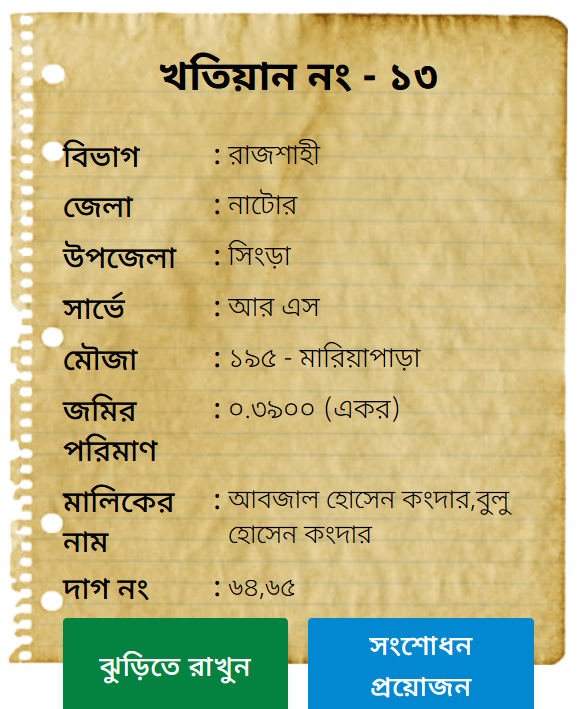 খতিয়ান নং - ১৩
বিভাগ : রাজশাহী
জেলা : নাটোর
উপজেলা : সিংড়া
সার্ভে : আর এস
মৌজা : ১৯৫ - মারিয়াপাড়া
জমির : ০.৩৯০০ (একর)
পরিমাণ
মালিকের : আবজাল হোসেন কংদার,বুলু
নাম হোসেন কংদার
দাগ নং : ৬৪,৬৫
ঝুড়িতে রাখুন
সংশোধন
প্রয়োজন